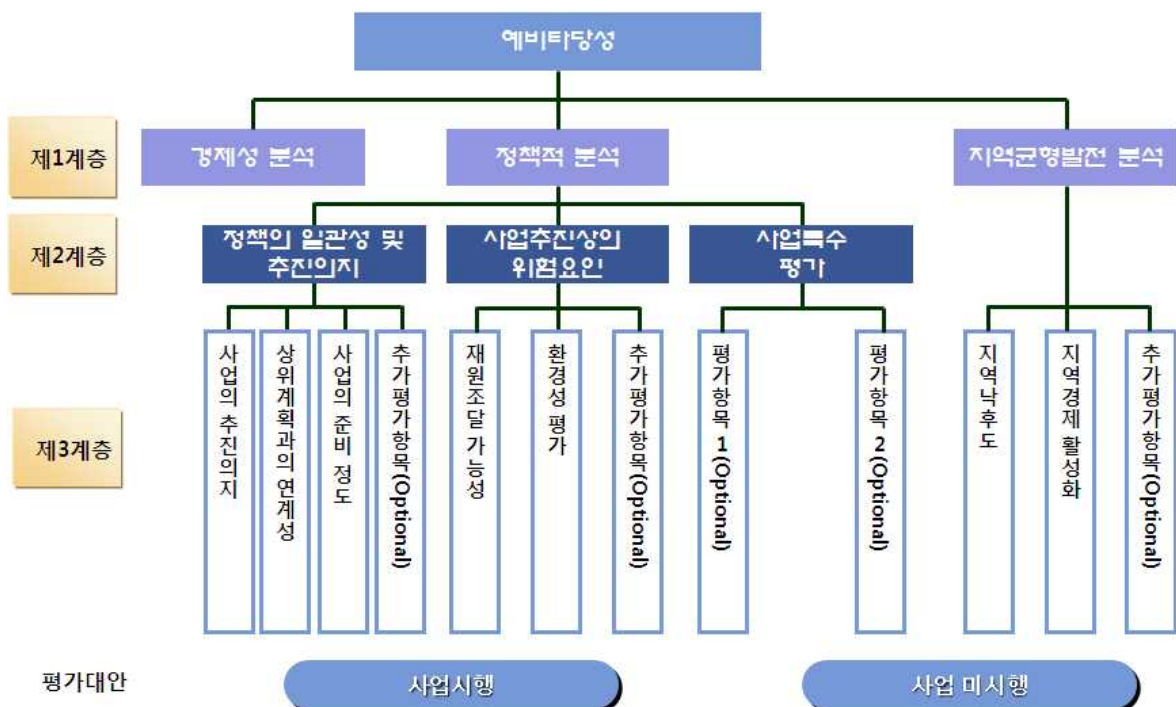 예비타당성
제1계층
경제성 분석
정책적 분석
지역균형발전 분석
제2계층
정책의 일관성 및
추진의지
사업추진상의
위험요인
사업특수
평가
제3계층
사업의 추진의지
상위계획과의 연계성
사업의 준비 정도
추가평가항목(Optional)
재원조달 가능성
환경성 평가
추가평가항목(Optional)
평가항목 1(Optional)
평가항목 2(Optional)
지역낙후도
지역경제 활성화
추가평가항목(Optional)
평가대안
사업시행
사업 미시행